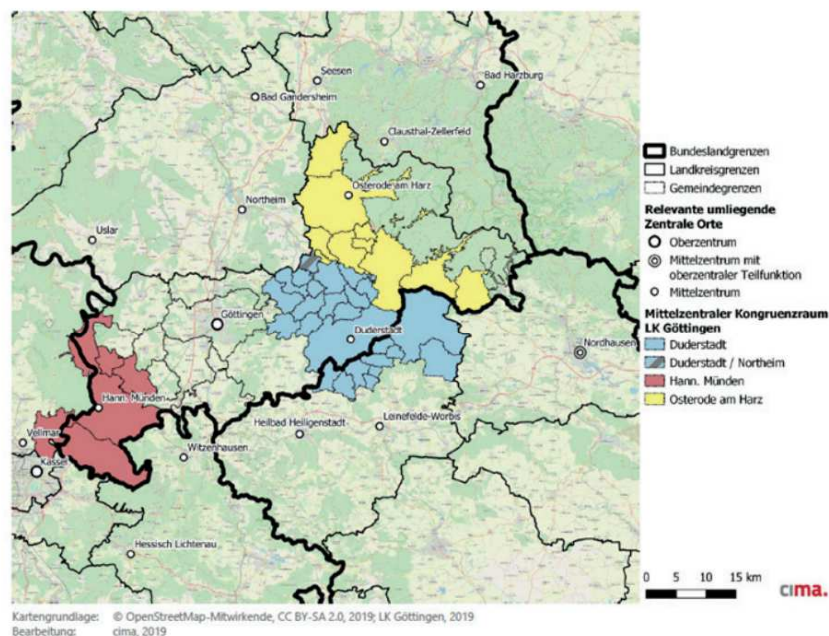 Seesen
Bad Harzburg
Bad Gandersheim
Clausthal-Zellerfeld
Osterode am Harz
Northeim
Uslar
Göttingen
Duderstadt
Nordhausen
Hann. Münden
Leinefelde-Worbis
Heilbad Heiligenstadt
Vellmar
Witzenhausen
Kassel
Hessisch Lichtenau
Bundeslandgrenzen
Landkreisgrenzen
Gemeindegrenzen
Relevante umliegende
Zentrale Orte
Oberzentrum
Mittelzentrum mit
oberzentraler Teilfunktion
Mittelzentrum
Mittelzentraler Kongruenzraum
LK Göttingen
Duderstadt
Duderstadt / Northeim
Hann. Münden
Osterode am Harz
0 5 10 15 km
cima.
Kartengrundlage: © OpenStreetMap-Mitwirkende, CC BY-SA 2.0, 2019; LK Göttingen, 2019
Bearbeitung: cima, 2019